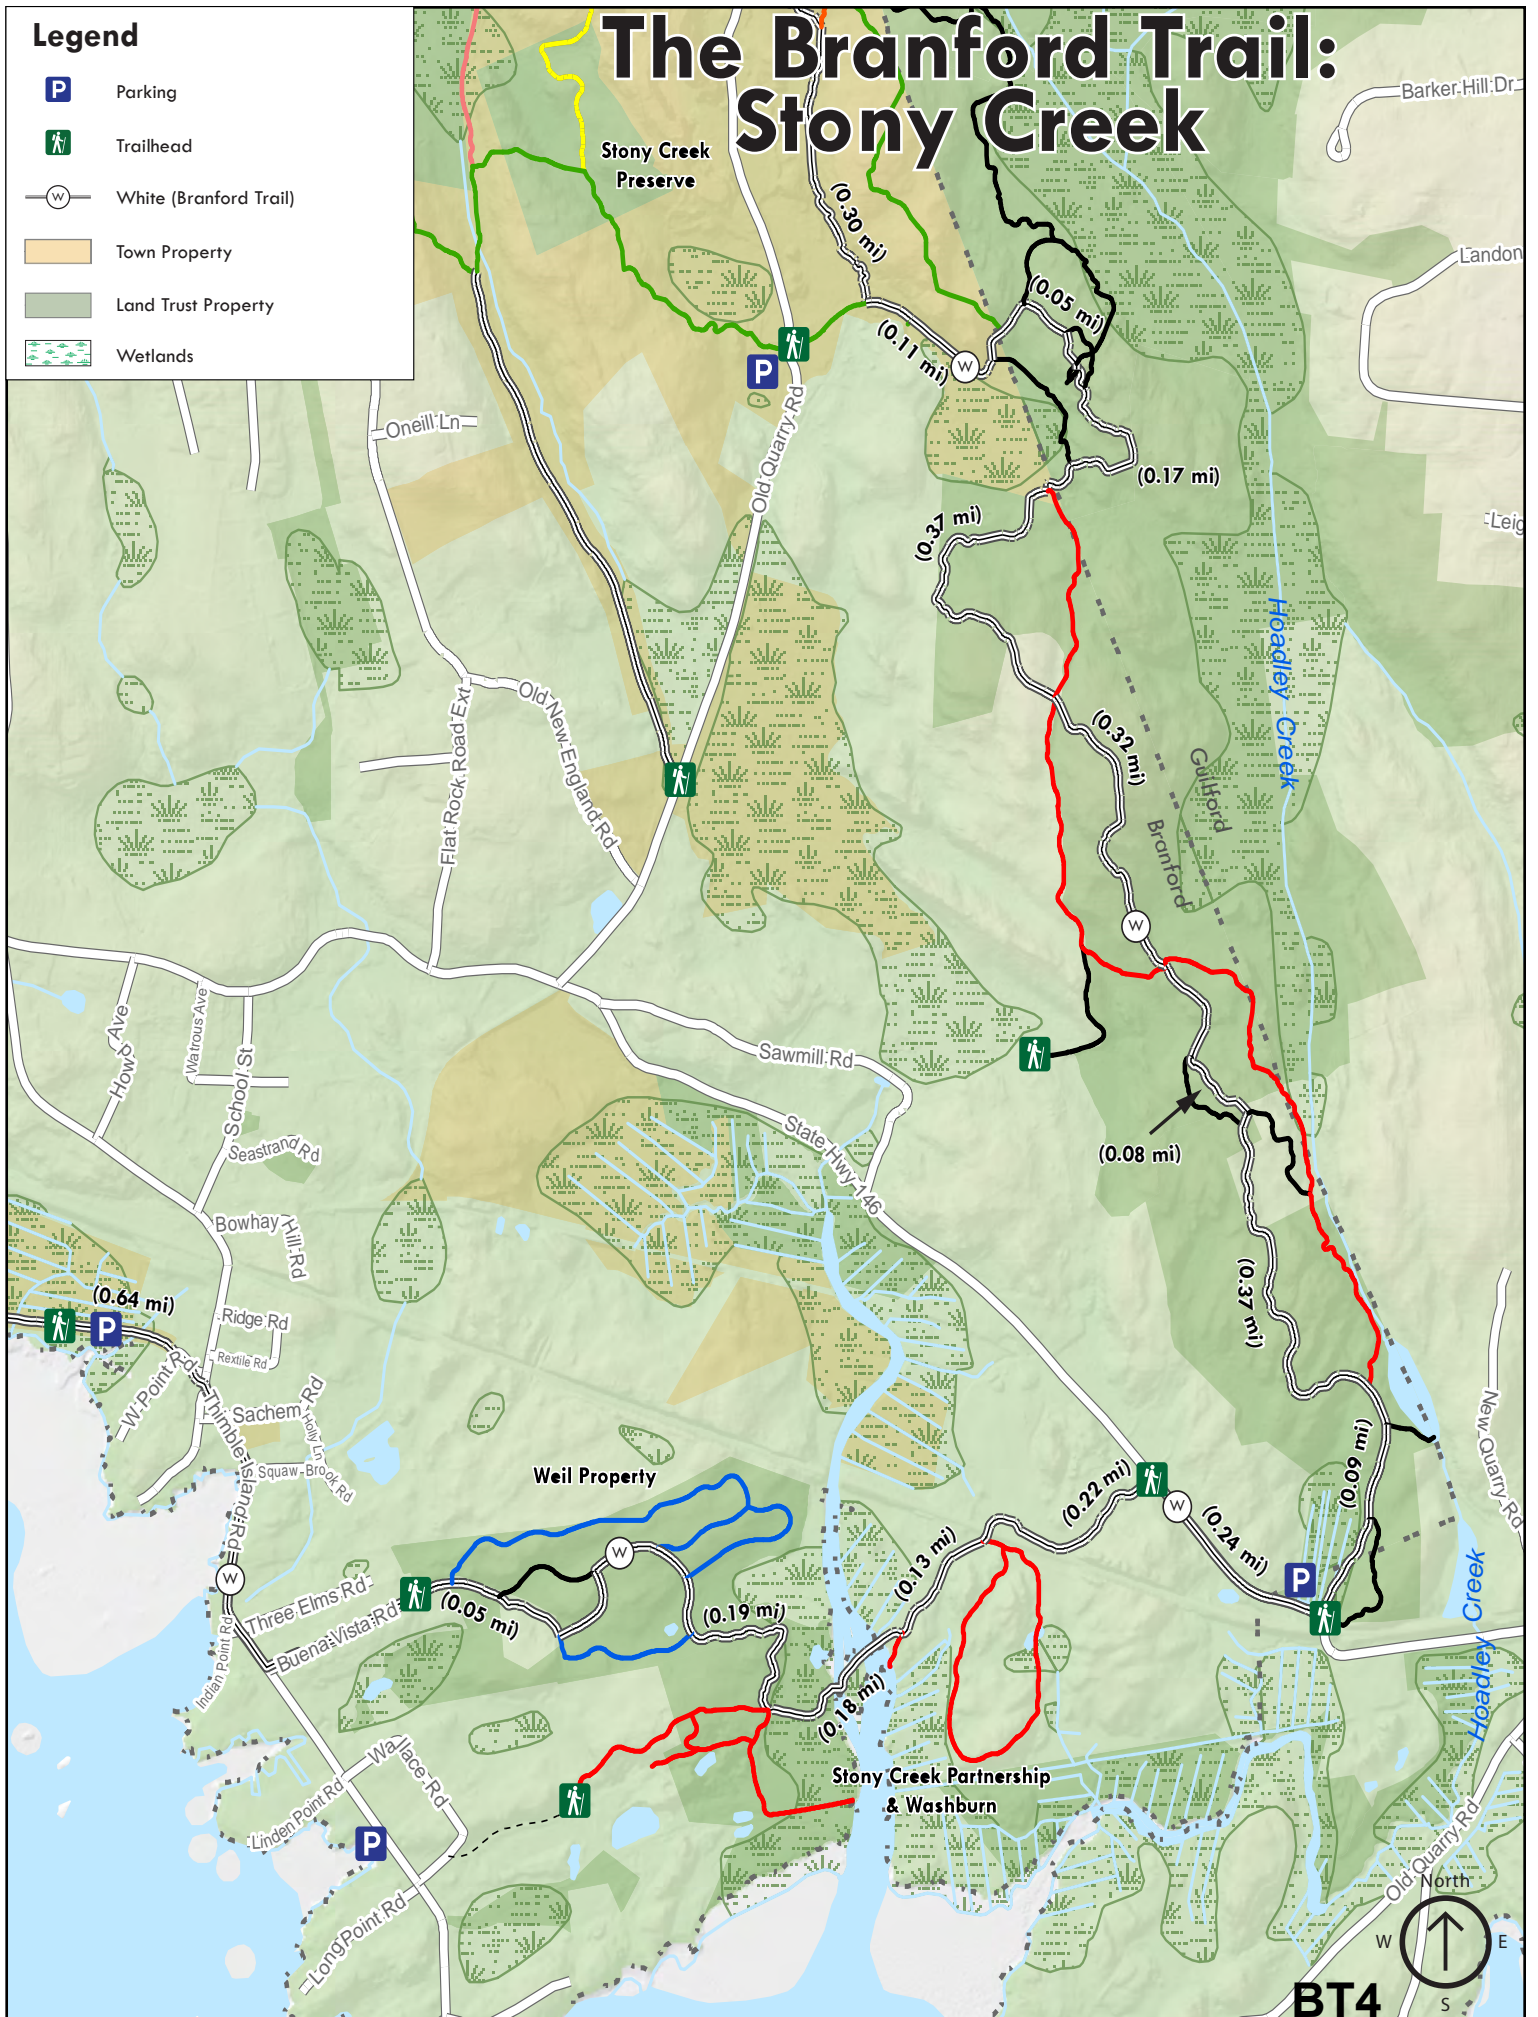 Legend
P
Parking
Trailhead
W
White (Branford Trail)
Town Property
Land Trust Property
Wetlands
The Branford Trail:
Stony Creek
Stony Creek
Preserve
Barker Hill Dr
Landon
(0.30 mi)
(0.05 mi)
(0.11 mi)
W
P
Oneill Ln
Old Quarry Rd
(0.17 mi)
(0.37 mi)
Leig
Hoadley Creek
Flat Rock Road Ext
Old New England Rd
(0.32 mi)
Guilford
Branford
W
Howd Ave
Watrous Ave
School St
Seastrand Rd
Sawmill Rd
State Hwy 146
(0.08 mi)
Bowhay Hill Rd
(0.64 mi)
P
Ridge Rd
Rextile Rd
W Point Rd
Thimble Island Rd
Sachem Rd
Holly Ln
Squaw-Brook Rd
(0.37 mi)
New Quarry Rd
(0.09 mi)
Weil Property
(0.22 mi)
W
(0.24 mi)
P
(0.13 mi)
W
W
Three Elms Rd
Buena Vista Rd
(0.05 mi)
(0.19 mi)
Indian Point Rd
(0.18 mi)
Hoadley Creek
Wallace Rd
Linden Point Rd
P
Stony Creek Partnership
& Washburn
Long Point Rd
Old Quarry Rd
North
W
E
S
BT4